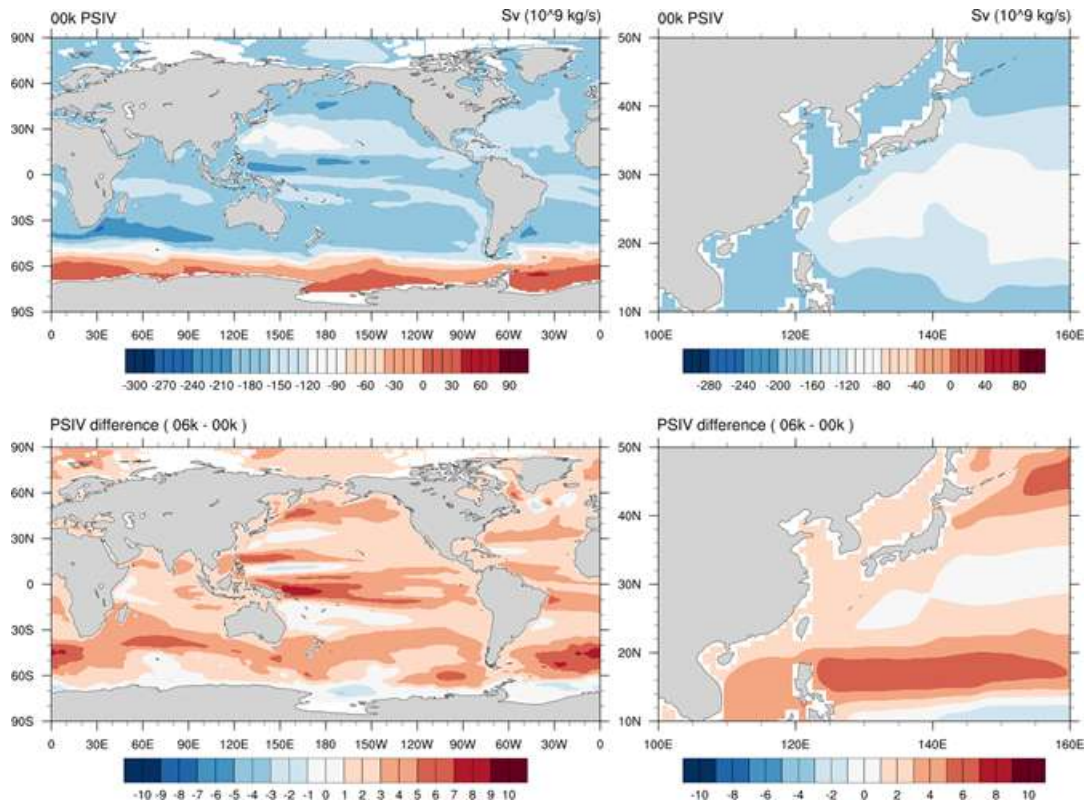 00k PSIV
Sv (10^9 kg/s)
90N
60N
30N
0
30S
60S
90S
0 30E 60E 90E 120E 150E 180 150W 120W 90W 60W 30W 0
-300 -270 -240 -210 -180 -150 -120 -90 -60 -30 0 30 60 90
00k PSIV
Sv (10^9 kg/s)
50N
40N
30N
20N
10N
100E 120E 140E 160E
-280 -240 -200 -160 -120 -80 -40 0 40 80
PSIV difference ( 06k - 00k )
90N
60N
30N
0
30S
60S
90S
0 30E 60E 90E 120E 150E 180 150W 120W 90W 60W 30W 0
-10 -9 -8 -7 -6 -5 -4 -3 -2 -1 0 1 2 3 4 5 6 7 8 9 10
PSIV difference ( 06k - 00k )
50N
40N
30N
20N
10N
100E 120E 140E 160E
-10 -8 -6 -4 -2 0 2 4 6 8 10